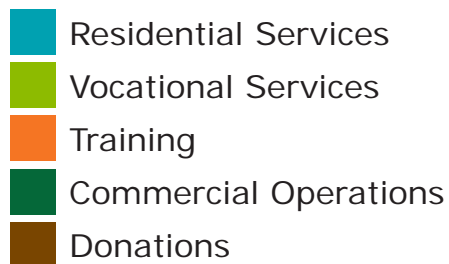 Residential Services
Vocational Services
Training
Commercial Operations
Donations